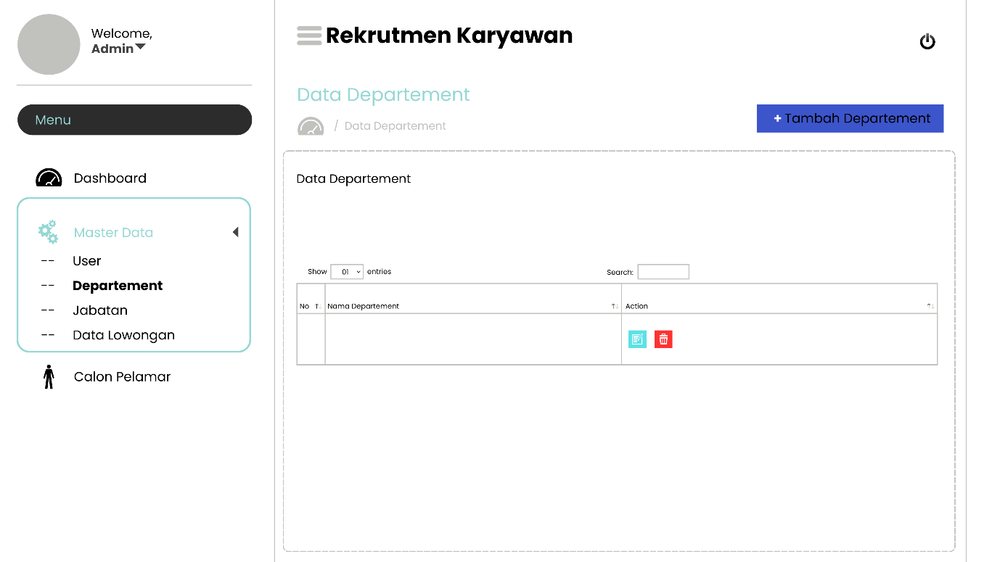 Welcome,
Admin
Menu
Dashboard
Master Data
-- User
-- Departement
-- Jabatan
-- Data Lowongan
Calon Pelamar
Rekrutmen Karyawan
Data Departement
/ Data Departement
+ Tambah Departement
Data Departement
Show 01 entries
Search:
No ↑↓ Nama Departement ↑↓ Action ↑↓